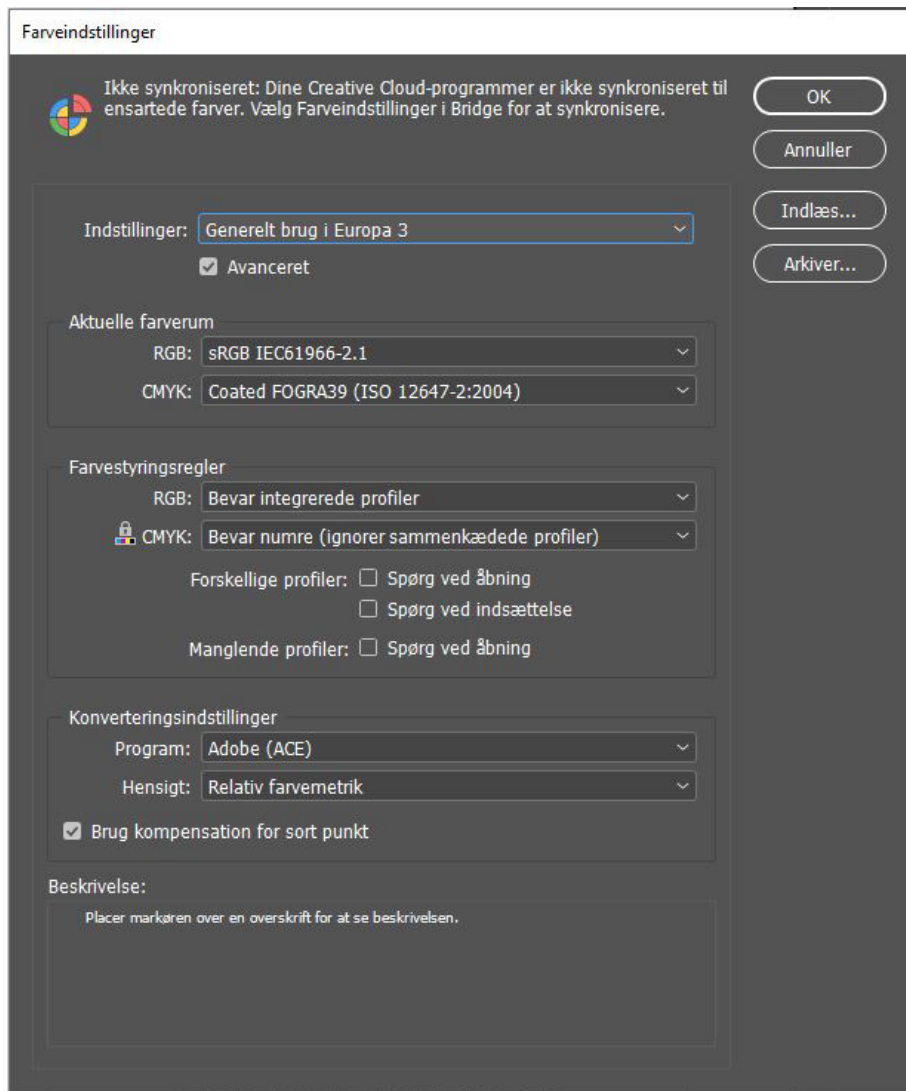 Farveindstillinger
Ikke synkroniseret: Dine Creative Cloud-programmer er ikke synkroniseret til
ensartede farver. Vælg Farveindstillinger i Bridge for at synkronisere.
OK
Annuller
Indlæs...
Arkiver...
Indstillinger: Generelt brug i Europa 3
Avanceret
Aktuelle farverum
RGB: sRGB IEC61966-2.1
CMYK: Coated FOGRA39 (ISO 12647-2:2004)
Farvestyringsregler
RGB: Bevar integrerede profiler
CMYK: Bevar numre (ignorer sammenkædede profiler)
Forskellige profiler: Spørg ved åbning
Spørg ved indsættelse
Manglende profiler: Spørg ved åbning
Konverteringsindstillinger
Program: Adobe (ACE)
Hensigt: Relativ farvemetrik
Brug kompensation for sort punkt
Beskrivelse:
Placer markøren over en overskrift for at se beskrivelsen.